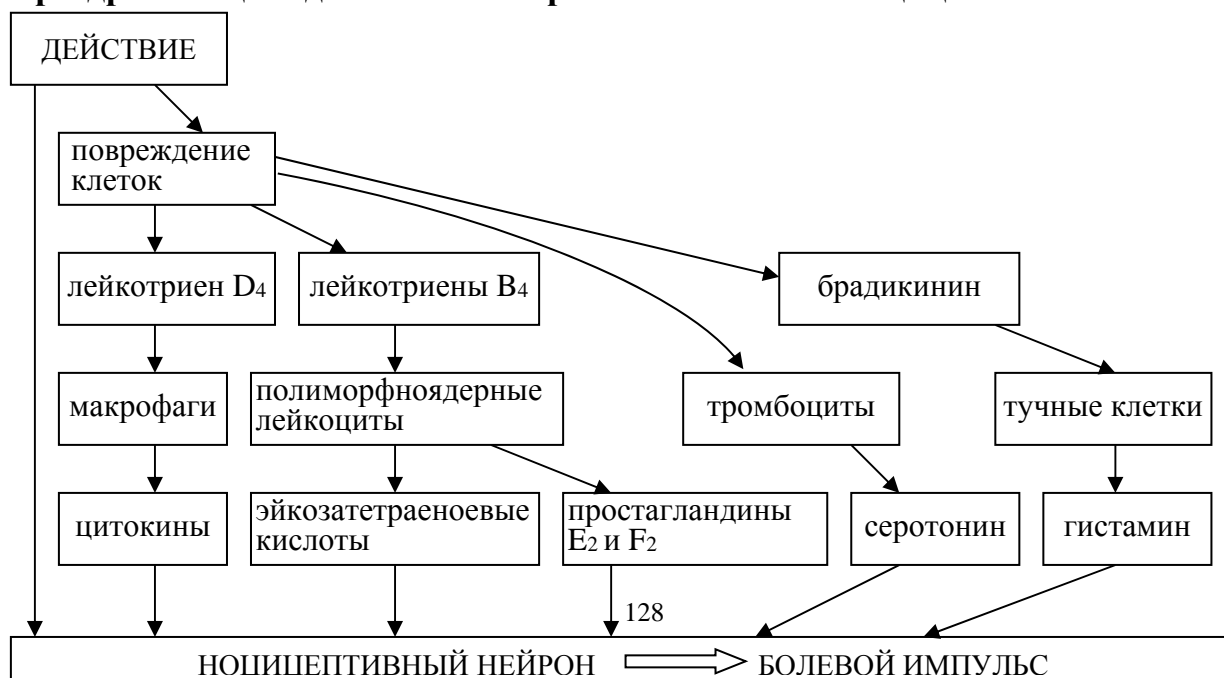 ДЕЙСТВИЕ
повреждение
клеток
лейкотриен D₄
лейкотриены B₄
брадикинин
макрофаги
полиморфноядерные
лейкоциты
тромбоциты
тучные клетки
цитокины
эйкозатетраеноевые
кислоты
простагландины
E₂ и F₂
серотонин
гистамин
128
НОЦИЦЕПТИВНЫЙ НЕЙРОН
БОЛЕВОЙ ИМПУЛЬС